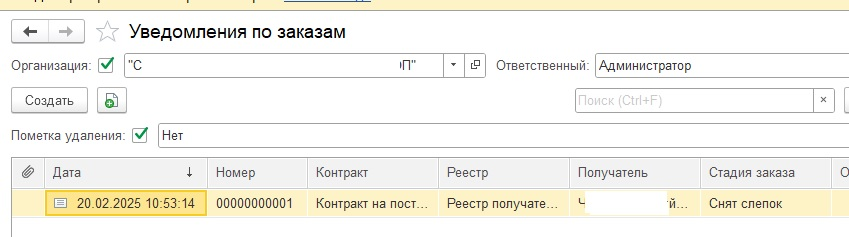 Уведомления по заказам
Организация: "С П" Ответственный: Администратор
Создать Поиск (Ctrl+F) ×
Пометка удаления: Нет
Дата ↓ Номер Контракт Реестр Получатель Стадия заказа О
20.02.2025 10:53:14 00000000001 Контракт на пост... Реестр получате... Снят слепок